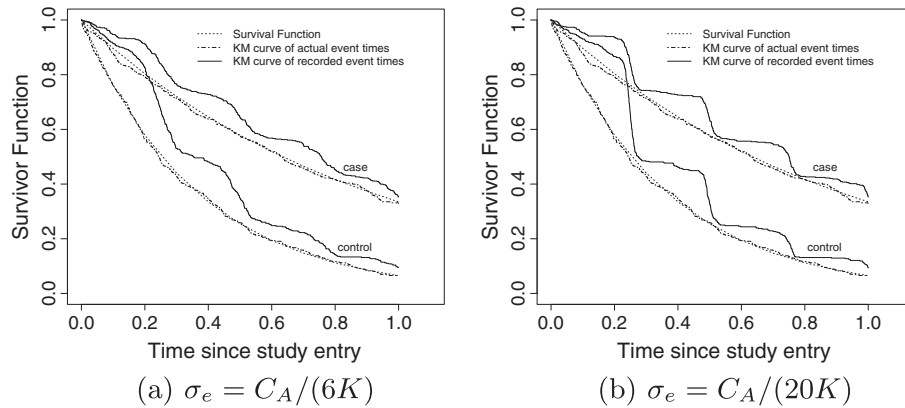 Survivor Function
0.0 0.2 0.4 0.6 0.8 1.0
Survival Function
KM curve of actual event times
KM curve of recorded event times
case
control
0.0 0.2 0.4 0.6 0.8 1.0
Time since study entry
(a) σₑ = C_A/(6K)
Survivor Function
0.0 0.2 0.4 0.6 0.8 1.0
Survival Function
KM curve of actual event times
KM curve of recorded event times
case
control
0.0 0.2 0.4 0.6 0.8 1.0
Time since study entry
(b) σₑ = C_A/(20K)